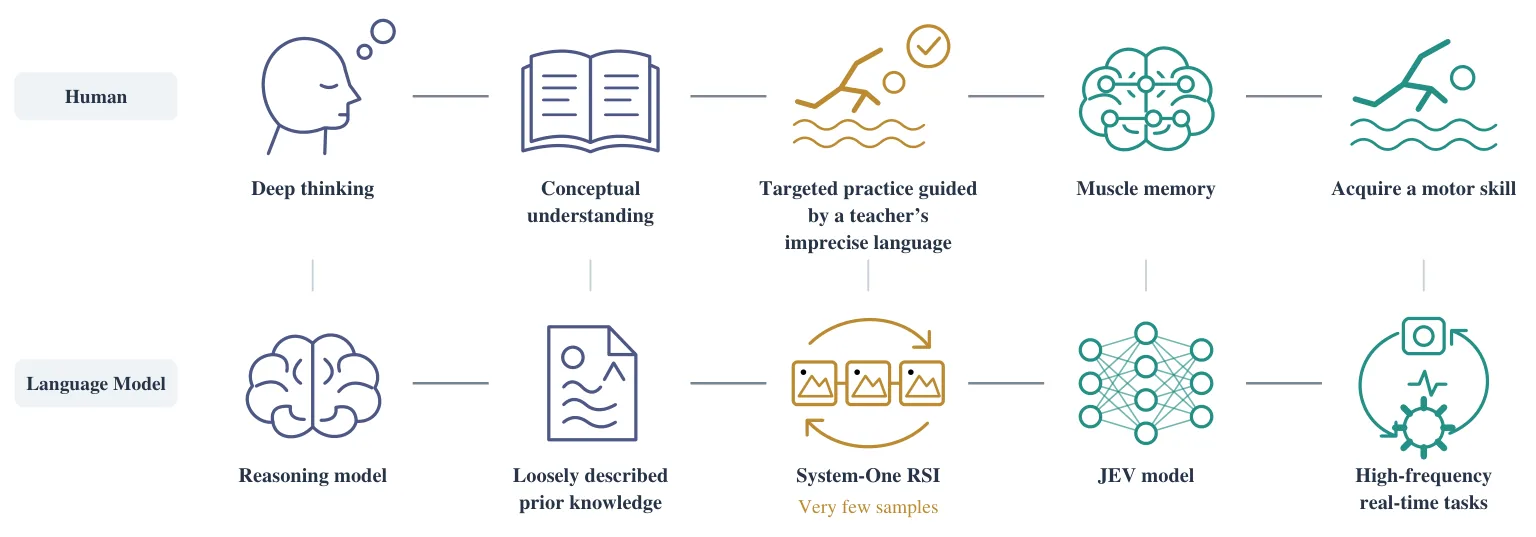 Human
Deep thinking
Conceptual
understanding
Targeted practice guided
by a teacher’s
imprecise language
Muscle memory
Acquire a motor skill
Language Model
Reasoning model
Loosely described
prior knowledge
System-One RSI
Very few samples
JEV model
High-frequency
real-time tasks